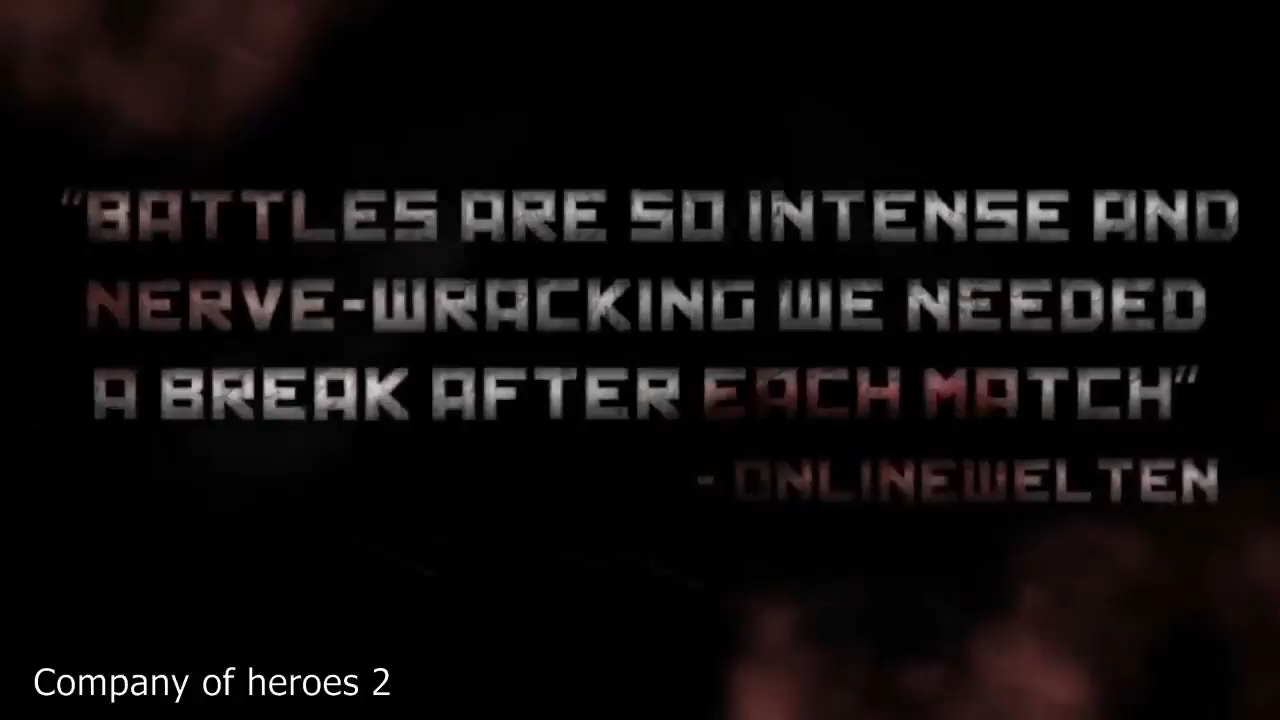 "BATTLES ARE SO INTENSE AND
NERVE-WRACKING WE NEEDED
A BREAK AFTER EACH MATCH"
- ONLINEWELTEN
Company of heroes 2